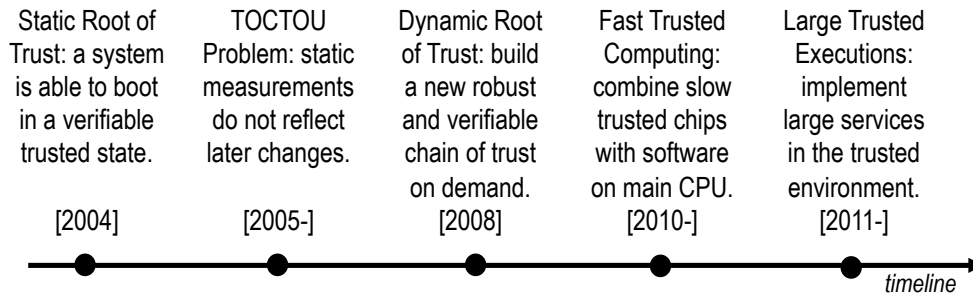 Static Root of
Trust: a system
is able to boot
in a verifiable
trusted state.
[2004]
TOCTOU
Problem: static
measurements
do not reflect
later changes.
[2005-]
Dynamic Root
of Trust: build
a new robust
and verifiable
chain of trust
on demand.
[2008]
Fast Trusted
Computing:
combine slow
trusted chips
with software
on main CPU.
[2010-]
Large Trusted
Executions:
implement
large services
in the trusted
environment.
[2011-]
timeline